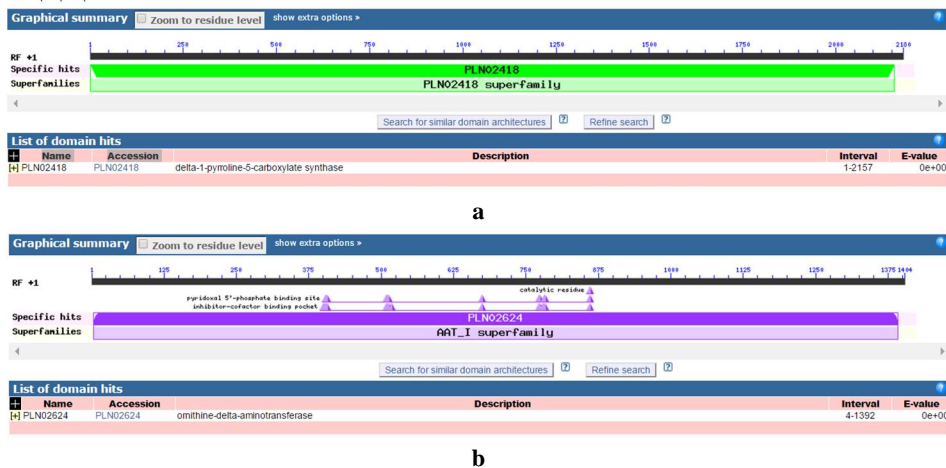 Graphical summary Zoom to residue level show extra options »
1 250 500 750 1000 1250 1500 1750 2000
RF +1
Specific hits PLN02418
Superfamilies PLN02418 superfamily
Search for similar domain architectures ? Refine search ?
List of domain hits
+ Name Accession Description Interval E-value
[+] PLN02418 PLN02418 delta-1-pyrroline-5-carboxylate synthase 1-2157 0e+00
a
Graphical summary Zoom to residue level show extra options »
1 125 250 375 500 625 750 875 1000 1125 1250 1375 1404
RF +1
catalytic residue
pyridoxal 5'-phosphate binding site
inhibitor-cofactor binding pocket
Specific hits PLN02624
Superfamilies AAT_I superfamily
Search for similar domain architectures ? Refine search ?
List of domain hits
+ Name Accession Description Interval E-value
[+] PLN02624 PLN02624 ornithine-delta-aminotransferase 4-1392 0e+00
b